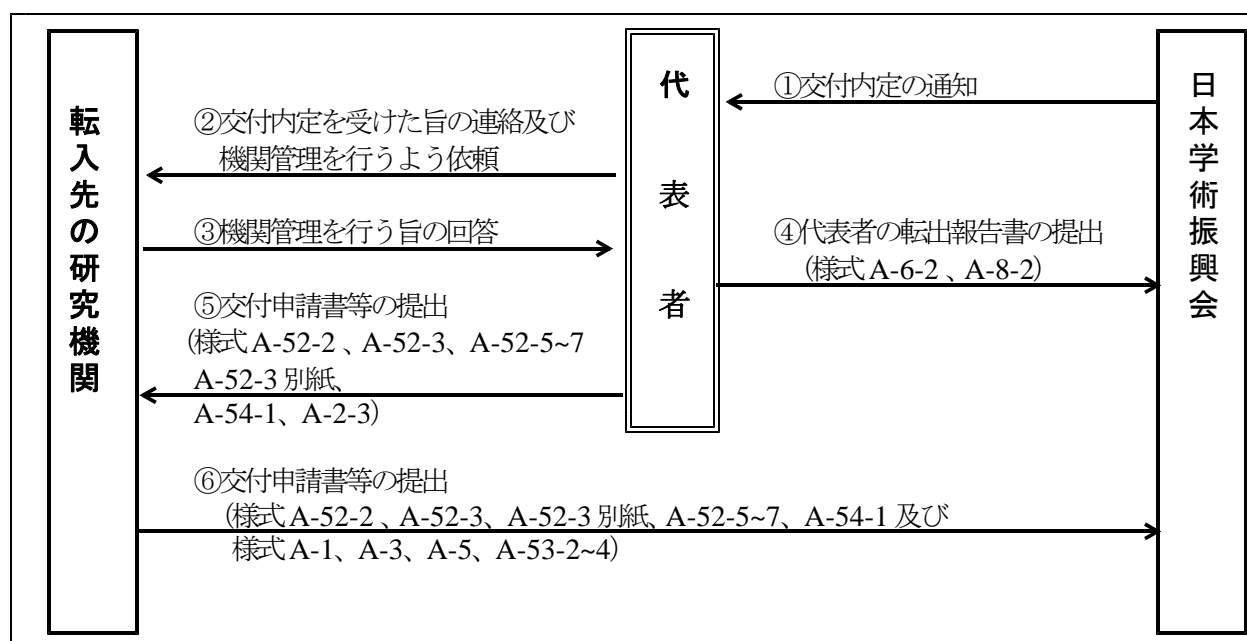 転入先の研究機関
代表者
日本学術振興会
①交付内定の通知
②交付内定を受けた旨の連絡及び
機関管理を行うよう依頼
③機関管理を行う旨の回答
④代表者の転出報告書の提出
(様式 A-6-2 、A-8-2)
⑤交付申請書等の提出
(様式 A-52-2 、A-52-3、A-52-5~7
A-52-3 別紙、
A-54-1、A-2-3)
⑥交付申請書等の提出
(様式 A-52-2 、A-52-3、A-52-3 別紙、A-52-5~7、A-54-1 及び
様式 A-1、A-3、A-5、A-53-2~4)